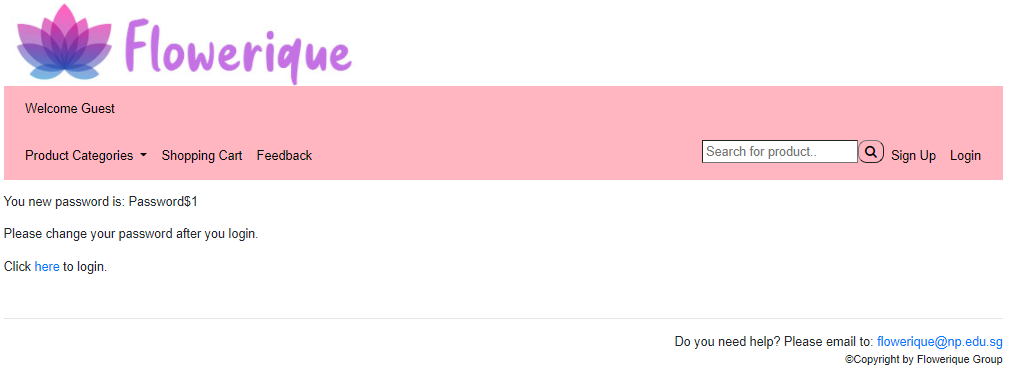 Flowerique
Welcome Guest
Product Categories Shopping Cart Feedback Search for product.. Sign Up Login
You new password is: Password$1
Please change your password after you login.
Click here to login.
Do you need help? Please email to: flowerique@np.edu.sg
©Copyright by Flowerique Group